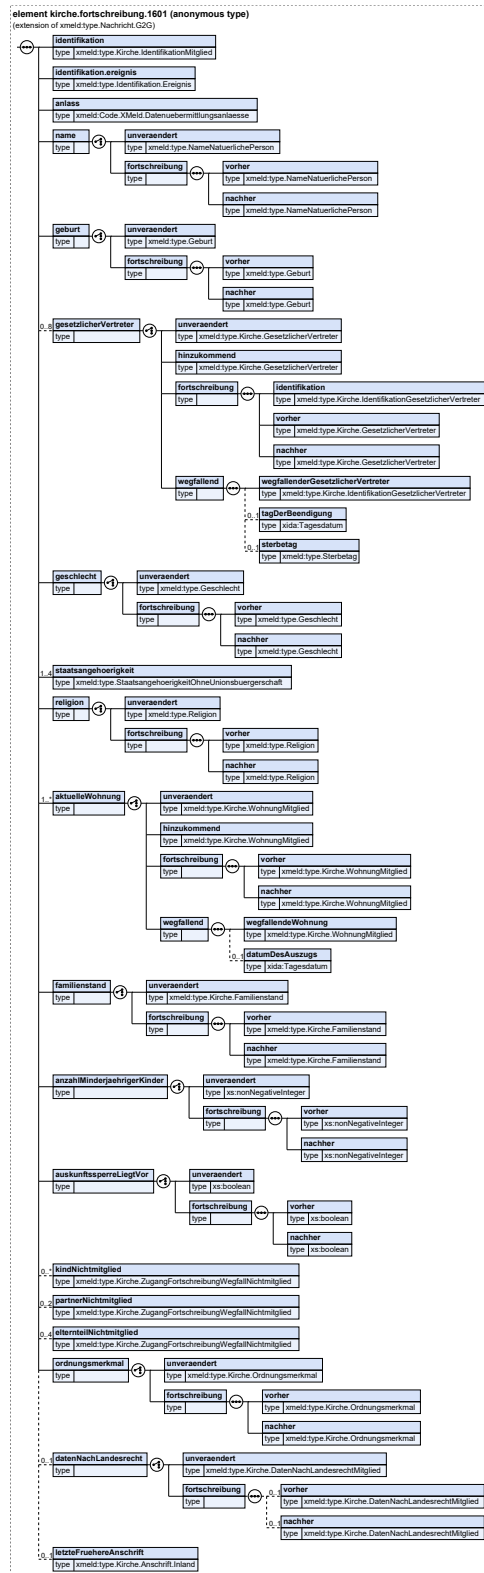 element kirche.fortschreibung.1601 (anonymous type)
(extension of xmeld:type.Nachricht.G2G)
identifikation
type xmeld:type.Kirche.IdentifikationMitglied
identifikation.ereignis
type xmeld:type.Identifikation.Ereignis
anlass
type xmeld:Code.XMeld.Datenuebermittlungsanlaesse
name
type
unveraendert
type xmeld:type.NameNatuerlichePerson
fortschreibung
type
vorher
type xmeld:type.NameNatuerlichePerson
nachher
type xmeld:type.NameNatuerlichePerson
geburt
type
unveraendert
type xmeld:type.Geburt
fortschreibung
type
vorher
type xmeld:type.Geburt
nachher
type xmeld:type.Geburt
0..8
gesetzlicherVertreter
type
unveraendert
type xmeld:type.Kirche.GesetzlicherVertreter
hinzukommend
type xmeld:type.Kirche.GesetzlicherVertreter
fortschreibung
type
identifikation
type xmeld:type.Kirche.IdentifikationGesetzlicherVertreter
vorher
type xmeld:type.Kirche.GesetzlicherVertreter
nachher
type xmeld:type.Kirche.GesetzlicherVertreter
wegfallend
type
wegfallenderGesetzlicherVertreter
type xmeld:type.Kirche.IdentifikationGesetzlicherVertreter
0..1
tagDerBeendigung
type xida:Tagesdatum
0..1
sterbetag
type xmeld:type.Sterbetag
geschlecht
type
unveraendert
type xmeld:type.Geschlecht
fortschreibung
type
vorher
type xmeld:type.Geschlecht
nachher
type xmeld:type.Geschlecht
1..4
staatsangehoerigkeit
type xmeld:type.StaatsangehoerigkeitOhneUnionsbuergerschaft
religion
type
unveraendert
type xmeld:type.Religion
fortschreibung
type
vorher
type xmeld:type.Religion
nachher
type xmeld:type.Religion
1..*
aktuelleWohnung
type
unveraendert
type xmeld:type.Kirche.WohnungMitglied
hinzukommend
type xmeld:type.Kirche.WohnungMitglied
fortschreibung
type
vorher
type xmeld:type.Kirche.WohnungMitglied
nachher
type xmeld:type.Kirche.WohnungMitglied
wegfallend
type
wegfallendeWohnung
type xmeld:type.Kirche.WohnungMitglied
0..1
datumDesAuszugs
type xida:Tagesdatum
familienstand
type
unveraendert
type xmeld:type.Kirche.Familienstand
fortschreibung
type
vorher
type xmeld:type.Kirche.Familienstand
nachher
type xmeld:type.Kirche.Familienstand
anzahlMinderjaehrigerKinder
type
unveraendert
type xs:nonNegativeInteger
fortschreibung
type
vorher
type xs:nonNegativeInteger
nachher
type xs:nonNegativeInteger
auskunftssperreLiegtVor
type
unveraendert
type xs:boolean
fortschreibung
type
vorher
type xs:boolean
nachher
type xs:boolean
0..*
kindNichtmitglied
type xmeld:type.Kirche.ZugangFortschreibungWegfallNichtmitglied
0..2
partnerNichtmitglied
type xmeld:type.Kirche.ZugangFortschreibungWegfallNichtmitglied
0..4
elternteilNichtmitglied
type xmeld:type.Kirche.ZugangFortschreibungWegfallNichtmitglied
ordnungsmerkmal
type
unveraendert
type xmeld:type.Kirche.Ordnungsmerkmal
fortschreibung
type
vorher
type xmeld:type.Kirche.Ordnungsmerkmal
nachher
type xmeld:type.Kirche.Ordnungsmerkmal
0..1
datenNachLandesrecht
type
unveraendert
type xmeld:type.Kirche.DatenNachLandesrechtMitglied
fortschreibung
type
0..1
vorher
type xmeld:type.Kirche.DatenNachLandesrechtMitglied
0..1
nachher
type xmeld:type.Kirche.DatenNachLandesrechtMitglied
0..1
letzteFruehereAnschrift
type xmeld:type.Kirche.Anschrift.Inland